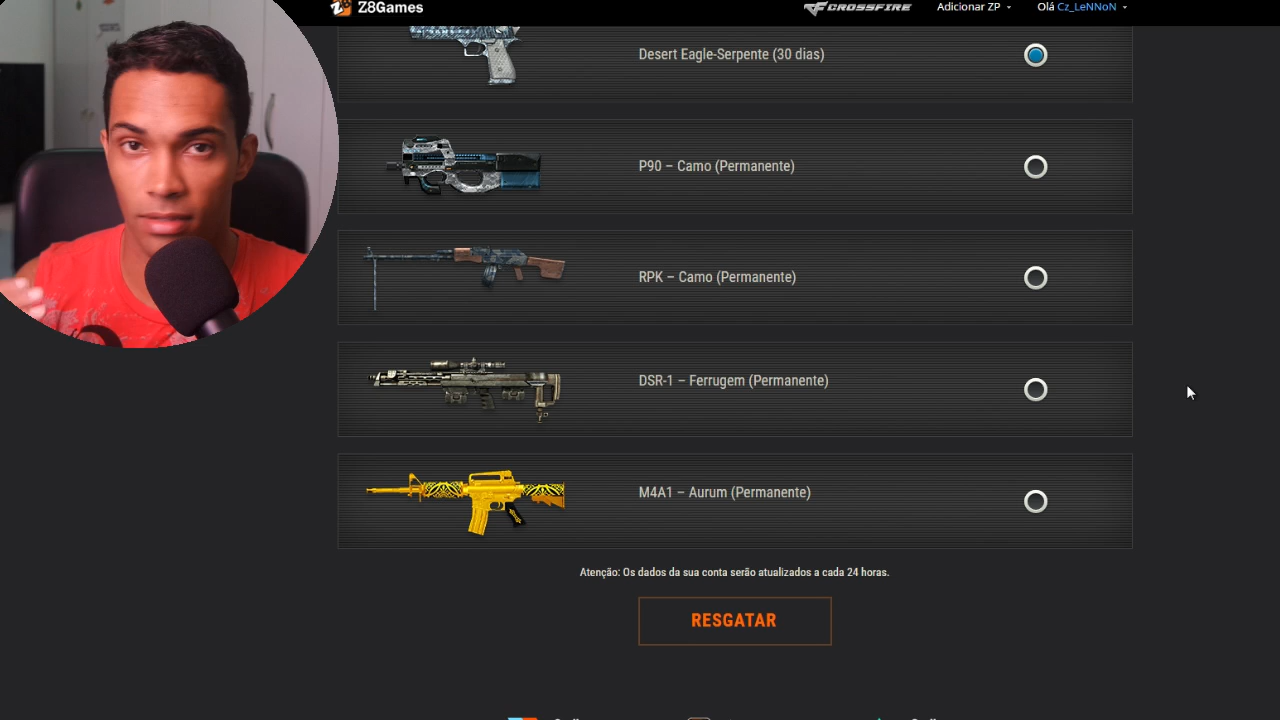 Z8Games
CROSSFIRE
Adicionar ZP
Olá Cz_LeNNoN
Desert Eagle-Serpente (30 dias)
P90 – Camo (Permanente)
RPK – Camo (Permanente)
DSR-1 – Ferrugem (Permanente)
M4A1 – Aurum (Permanente)
Atenção: Os dados da sua conta serão atualizados a cada 24 horas.
RESGATAR